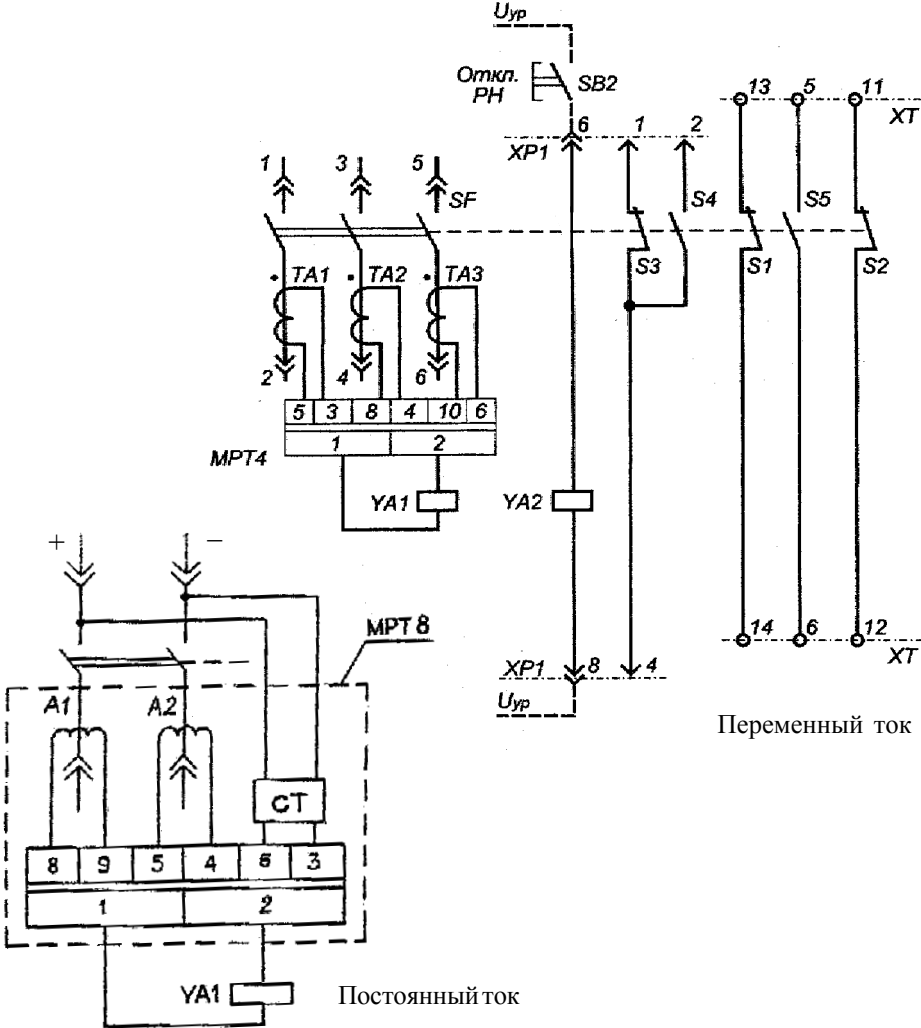 Uур
Откл.
РН
SB2
13 5 11
XT
6 1 2
XP1
1 3 5
SF
S4 S5
S3 S1 S2
TA1 TA2 TA3
2 4 6
5 3 8 4 10 6
1 2
МРТ4
YA1 YA2
+ –
МРТ 8
14 6 12
XT
XP1 8 4
Uур
A1 A2
Переменный ток
СТ
8 9 5 4 6 3
1 2
YA1
Постоянный ток